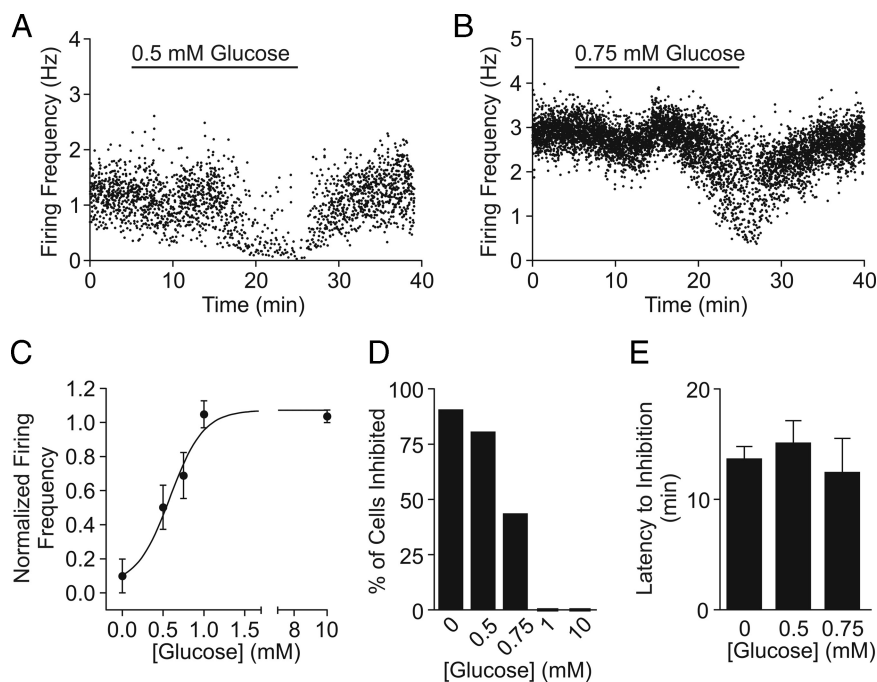 A
0.5 mM Glucose
Firing Frequency (Hz)
4
3
2
1
0
0 10 20 30 40
Time (min)
B
0.75 mM Glucose
Firing Frequency (Hz)
5
4
3
2
1
0
0 10 20 30 40
Time (min)
C
Normalized Firing
Frequency
1.2
1.0
0.8
0.6
0.4
0.2
0.0
0.0 0.5 1.0 1.5 8 10
[Glucose] (mM)
D
% of Cells Inhibited
100
75
50
25
0
0 0.5 0.75 1 10
[Glucose] (mM)
E
Latency to Inhibition
(min)
20
10
0
0 0.5 0.75
[Glucose] (mM)